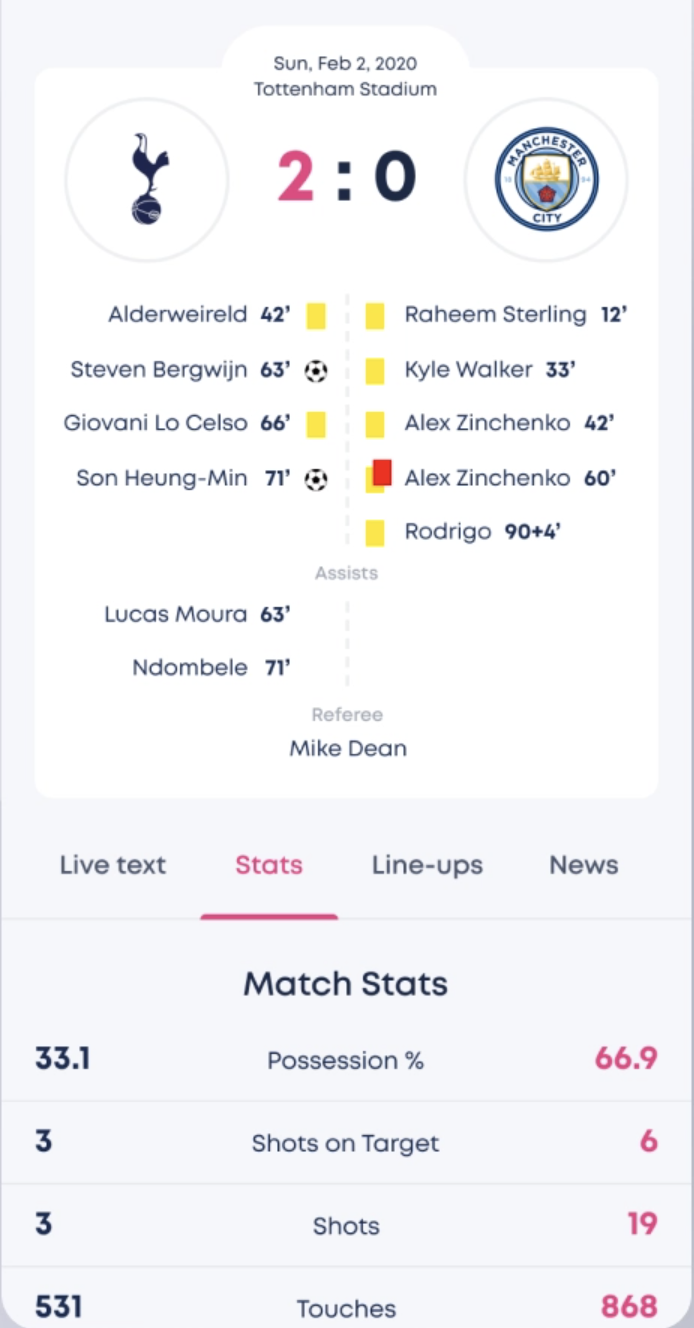 Sun, Feb 2, 2020
Tottenham Stadium
2 : 0
MANCHESTER
18 94
CITY
Alderweireld 42’ Raheem Sterling 12’
Steven Bergwijn 63’ Kyle Walker 33’
Giovani Lo Celso 66’ Alex Zinchenko 42’
Son Heung-Min 71’ Alex Zinchenko 60’
Rodrigo 90+4’
Assists
Lucas Moura 63’
Ndombele 71’
Referee
Mike Dean
Live text Stats Line-ups News
Match Stats
33.1 Possession % 66.9
3 Shots on Target 6
3 Shots 19
531 Touches 868